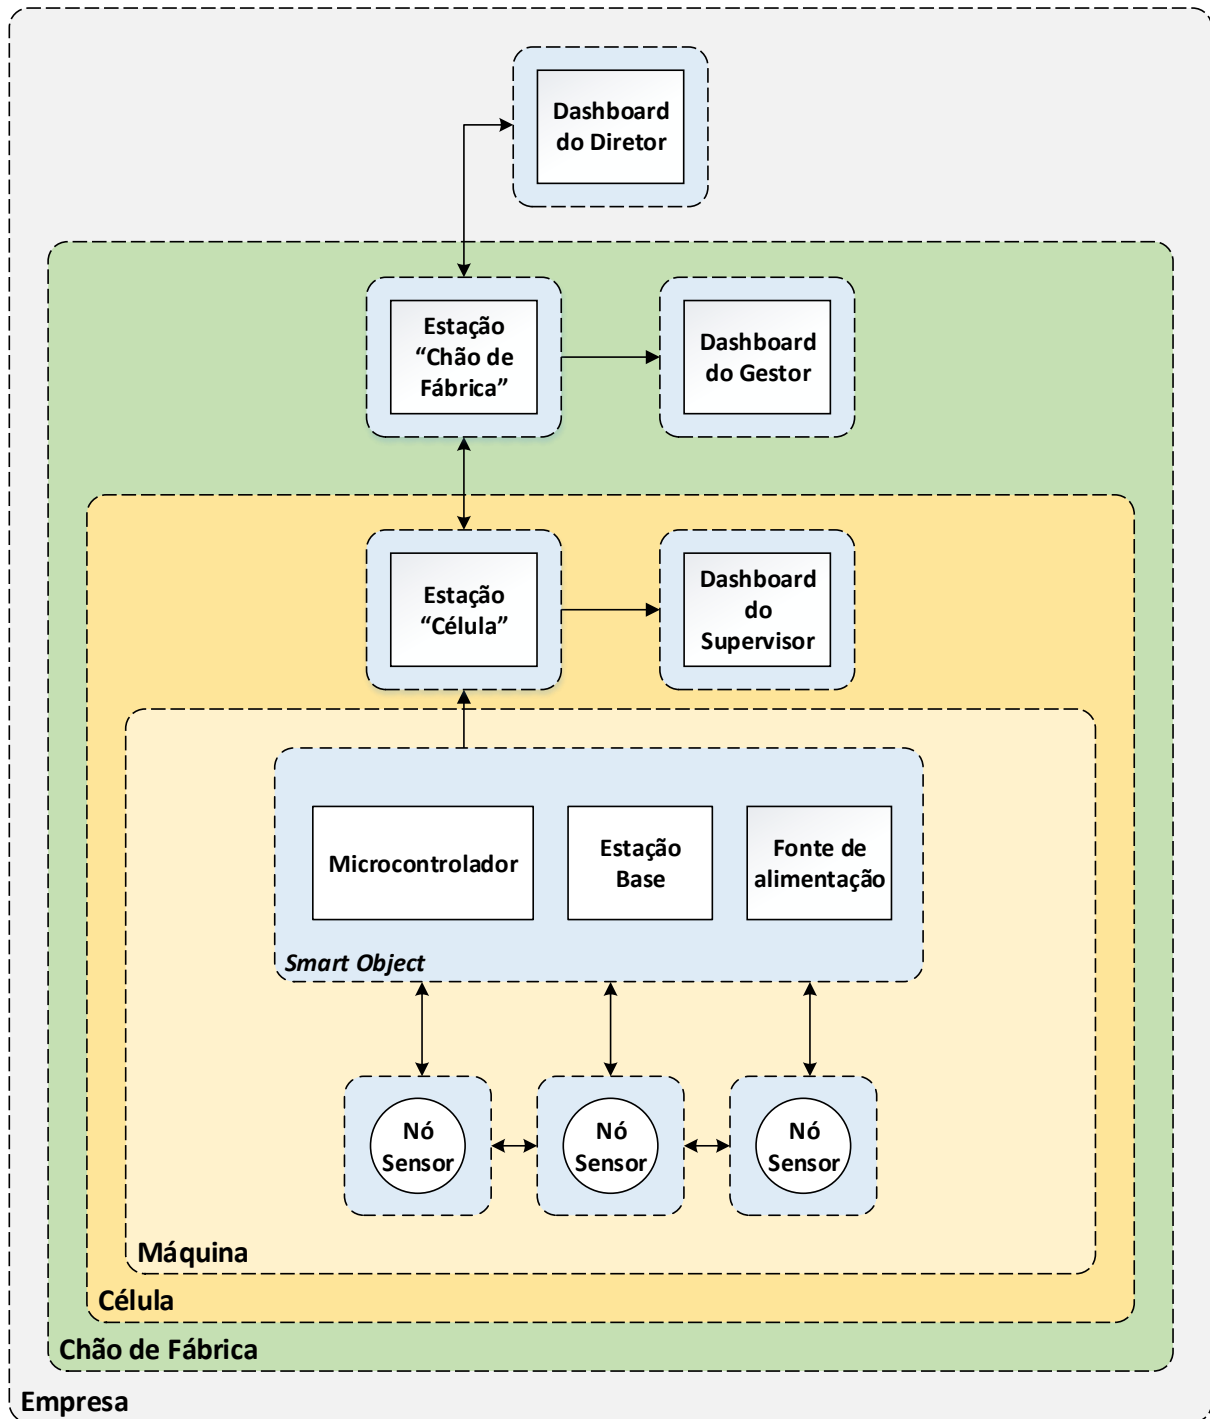 Dashboard
do Diretor
Estação
“Chão de
Fábrica”
Dashboard
do Gestor
Estação
“Célula”
Dashboard
do
Supervisor
Microcontrolador
Estação
Base
Fonte de
alimentação
Smart Object
Nó
Sensor
Nó
Sensor
Nó
Sensor
Máquina
Célula
Chão de Fábrica
Empresa